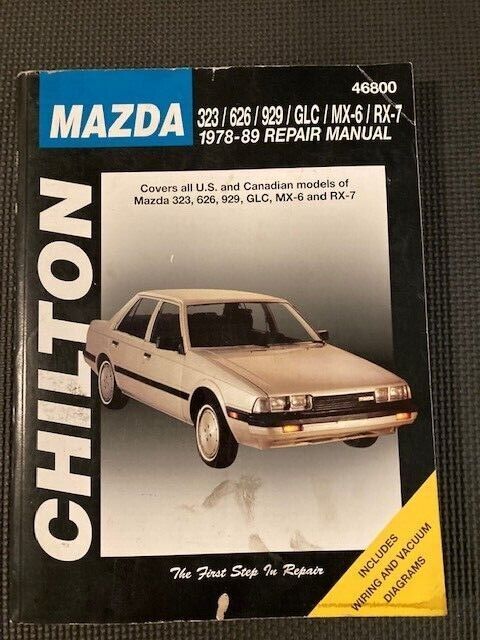 46800
MAZDA
323 / 626 / 929 / GLC / MX-6 / RX-7
1978-89 REPAIR MANUAL
Covers all U.S. and Canadian models of
Mazda 323, 626, 929, GLC, MX-6 and RX-7
CHILTON
mazda
The First Step In Repair
INCLUDES
WIRING AND VACUUM
DIAGRAMS